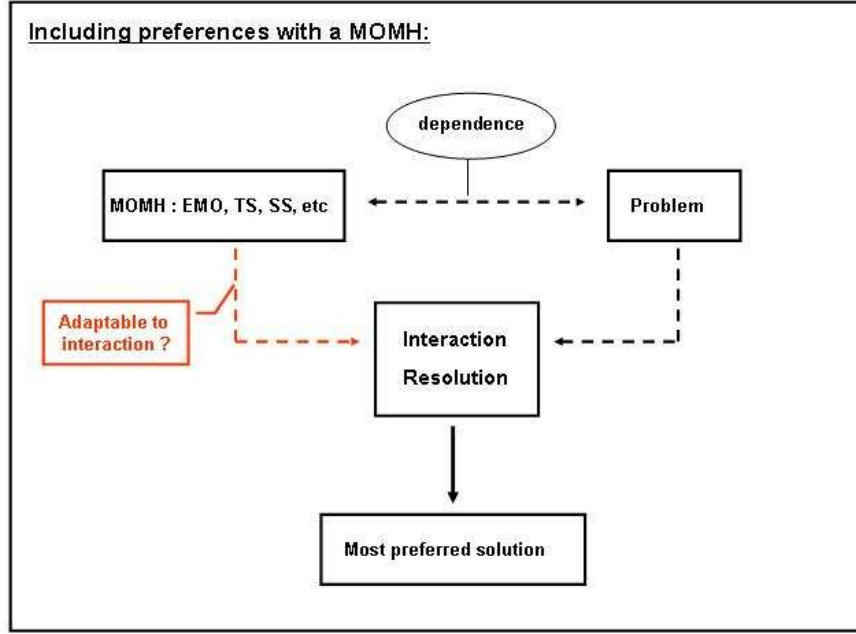 Including preferences with a MOMH:
dependence
MOMH : EMO, TS, SS, etc
Problem
Adaptable to
interaction ?
Interaction
Resolution
Most preferred solution